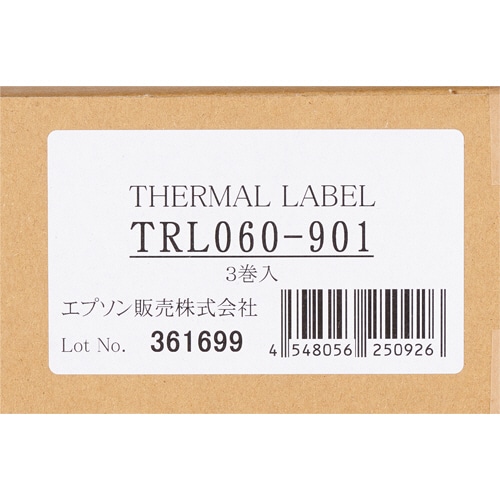 THERMAL LABEL
TRL060-901
3巻入
エプソン販売株式会社
Lot No. 361699
4 548056 250926